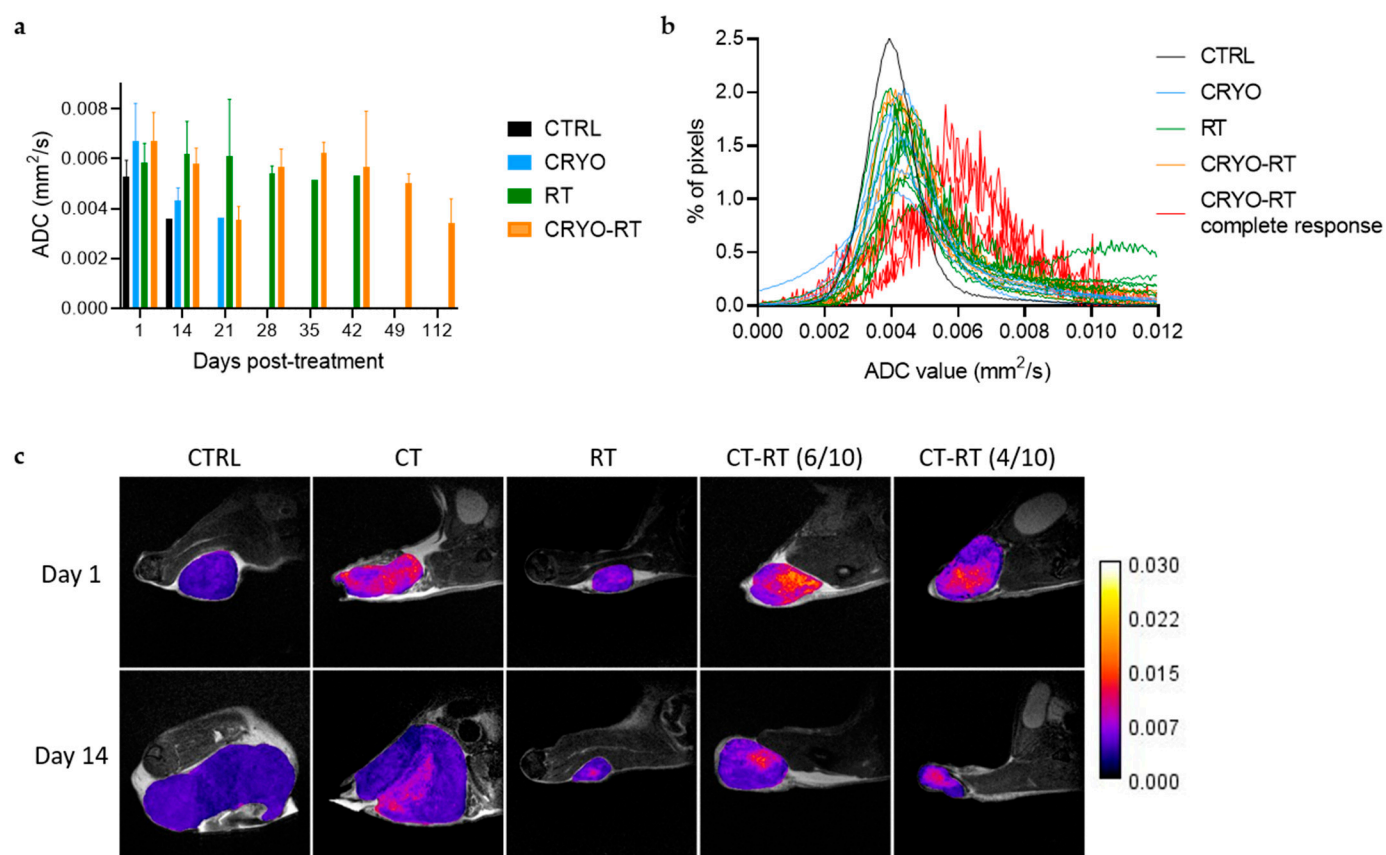 a
0.008
0.006
0.004
0.002
0.000
ADC (mm²/s)
1 14 21 28 35 42 49 112
Days post-treatment
CTRL
CRYO
RT
CRYO-RT
b
2.5
2.0
1.5
1.0
0.5
0.0
% of pixels
0.000 0.002 0.004 0.006 0.008 0.010 0.012
ADC value (mm²/s)
CTRL
CRYO
RT
CRYO-RT
CRYO-RT
complete response
c
CTRL CT RT CT-RT (6/10) CT-RT (4/10)
Day 1
Day 14
0.030
0.022
0.015
0.007
0.000